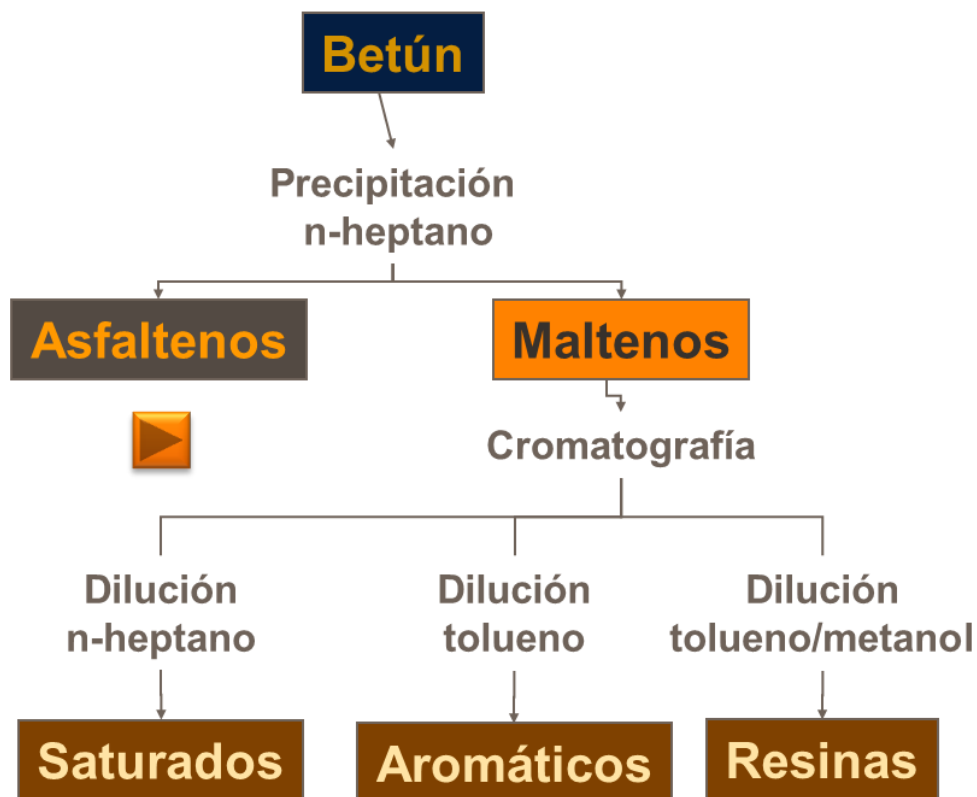 Betún
Precipitación
n-heptano
Asfaltenos
Maltenos
Cromatografía
Dilución
n-heptano
Dilución
tolueno
Dilución
tolueno/metanol
Saturados
Aromáticos
Resinas